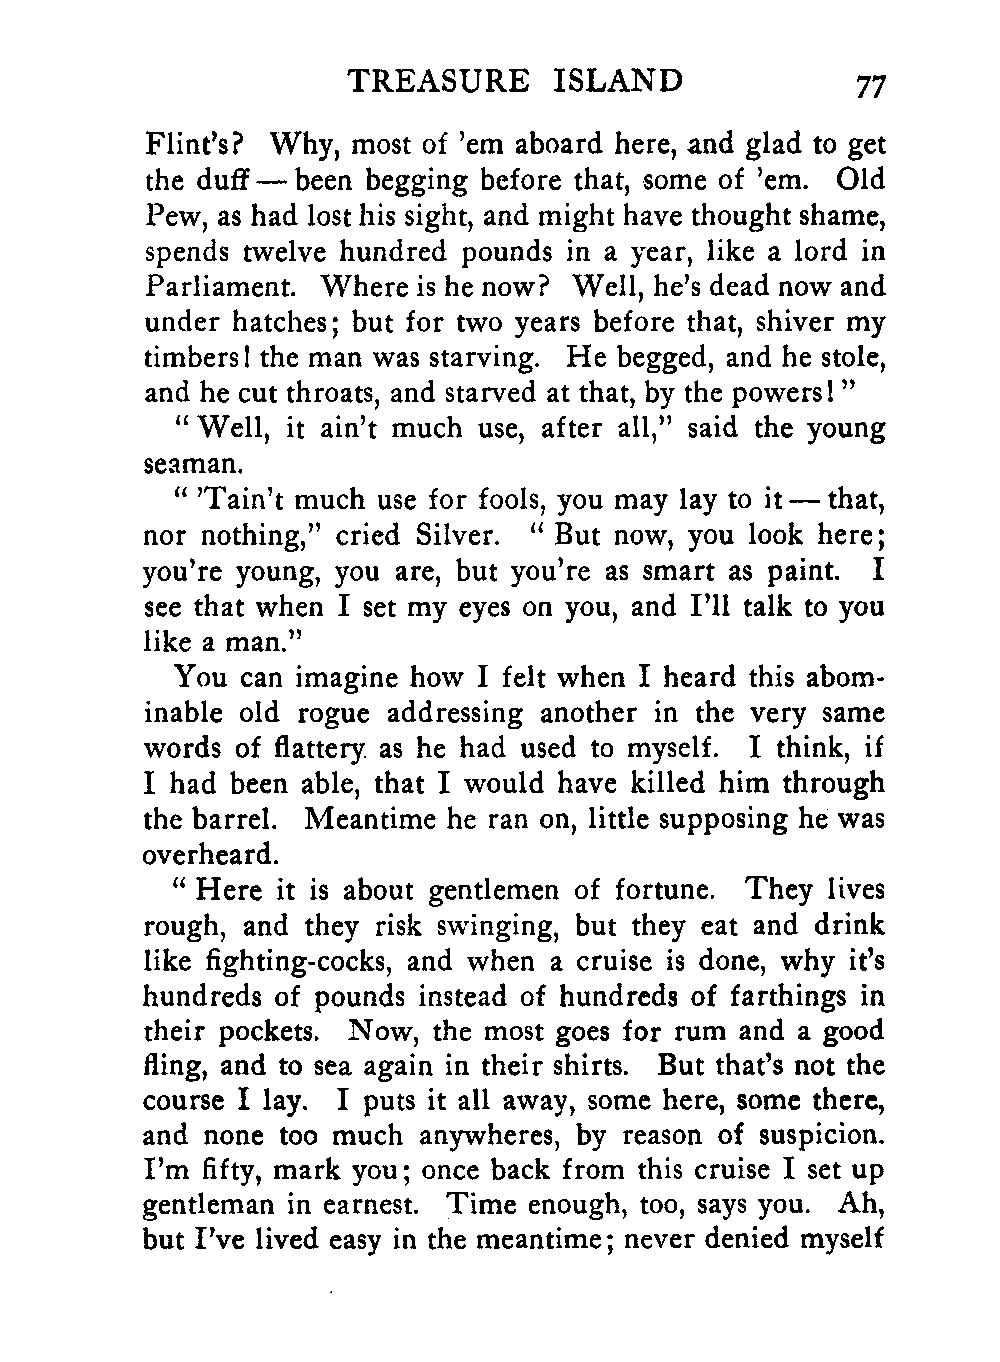 TREASURE ISLAND 77
Flint's? Why, most of 'em aboard here, and glad to get
the duff — been begging before that, some of 'em. Old
Pew, as had lost his sight, and might have thought shame,
spends twelve hundred pounds in a year, like a lord in
Parliament. Where is he now? Well, he's dead now and
under hatches; but for two years before that, shiver my
timbers! the man was starving. He begged, and he stole,
and he cut throats, and starved at that, by the powers!"
"Well, it ain't much use, after all," said the young
seaman.
"'Tain't much use for fools, you may lay to it — that,
nor nothing," cried Silver. "But now, you look here;
you're young, you are, but you're as smart as paint. I
see that when I set my eyes on you, and I'll talk to you
like a man."
You can imagine how I felt when I heard this abom-
inable old rogue addressing another in the very same
words of flattery as he had used to myself. I think, if
I had been able, that I would have killed him through
the barrel. Meantime he ran on, little supposing he was
overheard.
"Here it is about gentlemen of fortune. They lives
rough, and they risk swinging, but they eat and drink
like fighting-cocks, and when a cruise is done, why it's
hundreds of pounds instead of hundreds of farthings in
their pockets. Now, the most goes for rum and a good
fling, and to sea again in their shirts. But that's not the
course I lay. I puts it all away, some here, some there,
and none too much anywheres, by reason of suspicion.
I'm fifty, mark you; once back from this cruise I set up
gentleman in earnest. Time enough, too, says you. Ah,
but I've lived easy in the meantime; never denied myself